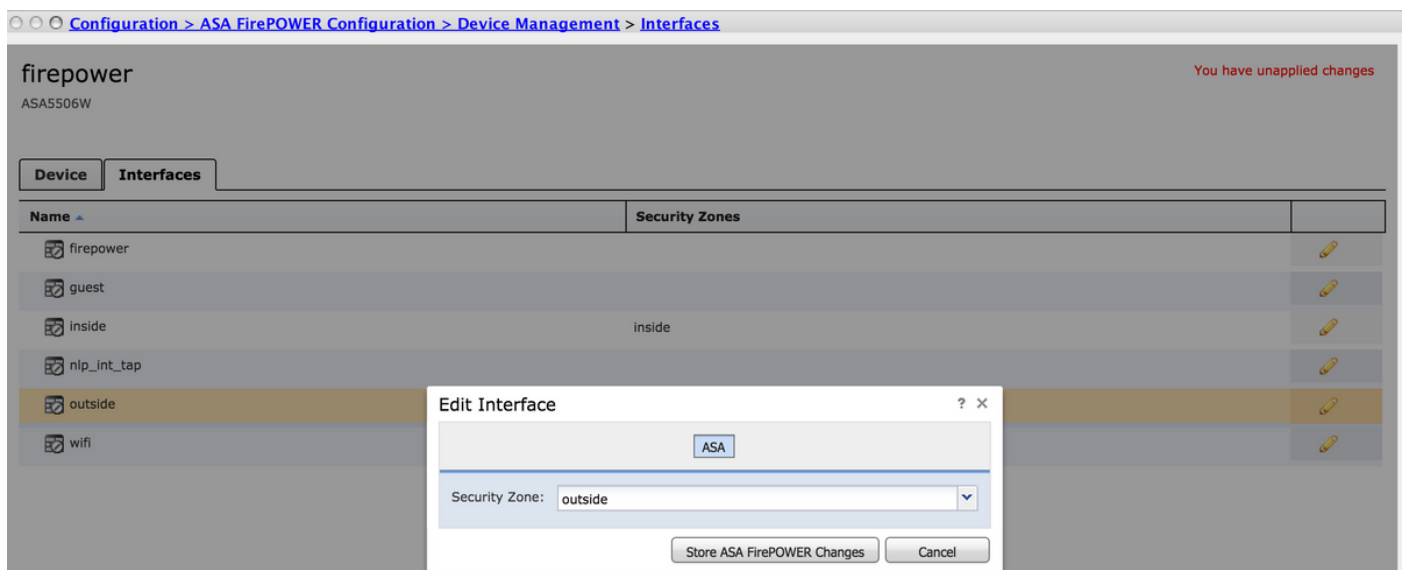 Configuration > ASA FirePOWER Configuration > Device Management > Interfaces
firepower
You have unapplied changes
ASA5506W
Device Interfaces
Name Security Zones
firepower
guest
inside inside
nlp_int_tap
outside
wifi
Edit Interface ? ×
ASA
Security Zone: outside
Store ASA FirePOWER Changes Cancel